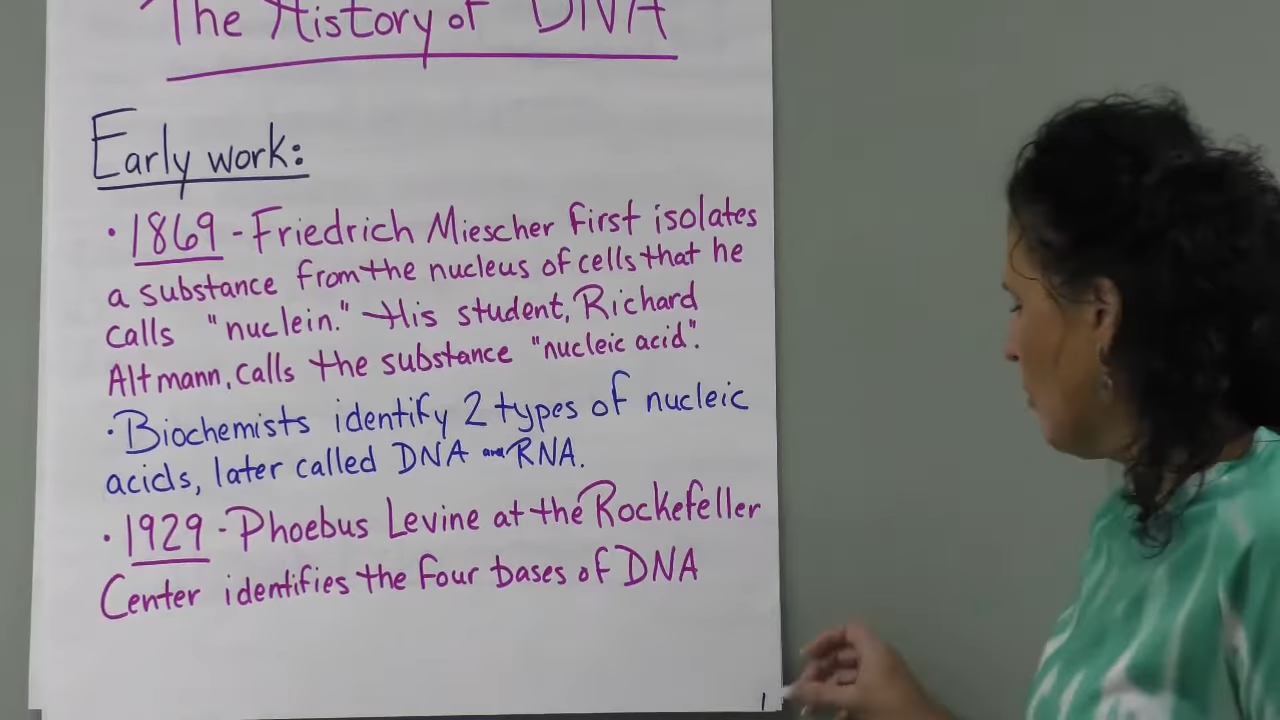 The History of DNA
Early work:
· 1869 - Friedrich Miescher first isolates
a substance from the nucleus of cells that he
calls "nuclein." His student, Richard
Altmann, calls the substance "nucleic acid".
· Biochemists identify 2 types of nucleic
acids, later called DNA and RNA.
· 1929 - Phoebus Levine at the Rockefeller
Center identifies the four bases of DNA
1